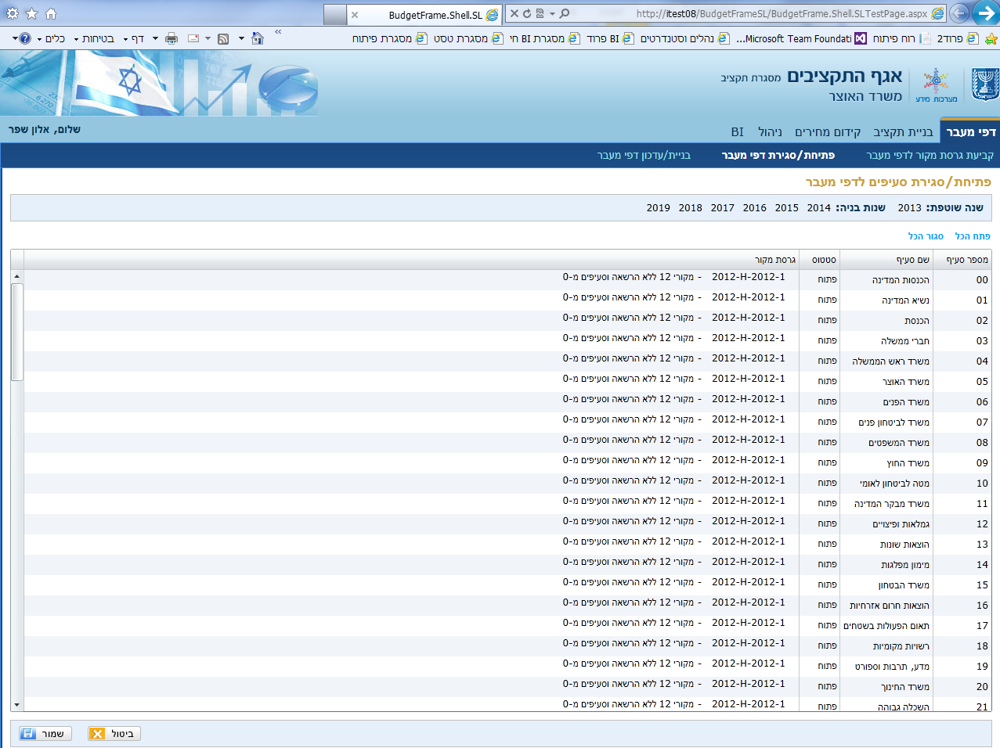 BudgetFrame.Shell.SL
http://itest08/BudgetFrameSL/BudgetFrame.Shell.SLTestPage.aspx
פרוד2 רוח פיתוח Microsoft Team Foundati... נהלים וסטנדרטים BI פרוד מסגרת BI חי מסגרת טסט מסגרת פיתוח
דף בטיחות כלים
אגף התקציבים מסגרת תקציב
משרד האוצר
מערכות מידע
שלום, אלון שפר
דפי מעבר בניית תקציב קידום מחירים ניהול BI
קביעת גרסת מקור לדפי מעבר פתיחת/סגירת דפי מעבר בניית/עדכון דפי מעבר
פתיחת/סגירת סעיפים לדפי מעבר
שנה שוטפת: 2013 שנות בניה: 2014 2015 2016 2017 2018 2019
פתח הכל סגור הכל
מספר סעיף שם סעיף סטטוס גרסת מקור
00 הכנסות המדינה פתוח 2012-H-2012-1 - מקורי 12 ללא הרשאה וסעיפים מ-0
01 נשיא המדינה פתוח 2012-H-2012-1 - מקורי 12 ללא הרשאה וסעיפים מ-0
02 הכנסת פתוח 2012-H-2012-1 - מקורי 12 ללא הרשאה וסעיפים מ-0
03 חברי ממשלה פתוח 2012-H-2012-1 - מקורי 12 ללא הרשאה וסעיפים מ-0
04 משרד ראש הממשלה פתוח 2012-H-2012-1 - מקורי 12 ללא הרשאה וסעיפים מ-0
05 משרד האוצר פתוח 2012-H-2012-1 - מקורי 12 ללא הרשאה וסעיפים מ-0
06 משרד הפנים פתוח 2012-H-2012-1 - מקורי 12 ללא הרשאה וסעיפים מ-0
07 משרד לביטחון פנים פתוח 2012-H-2012-1 - מקורי 12 ללא הרשאה וסעיפים מ-0
08 משרד המשפטים פתוח 2012-H-2012-1 - מקורי 12 ללא הרשאה וסעיפים מ-0
09 משרד החוץ פתוח 2012-H-2012-1 - מקורי 12 ללא הרשאה וסעיפים מ-0
10 מטה לביטחון לאומי פתוח 2012-H-2012-1 - מקורי 12 ללא הרשאה וסעיפים מ-0
11 משרד מבקר המדינה פתוח 2012-H-2012-1 - מקורי 12 ללא הרשאה וסעיפים מ-0
12 גמלאות ופיצויים פתוח 2012-H-2012-1 - מקורי 12 ללא הרשאה וסעיפים מ-0
13 הוצאות שונות פתוח 2012-H-2012-1 - מקורי 12 ללא הרשאה וסעיפים מ-0
14 מימון מפלגות פתוח 2012-H-2012-1 - מקורי 12 ללא הרשאה וסעיפים מ-0
15 משרד הבטחון פתוח 2012-H-2012-1 - מקורי 12 ללא הרשאה וסעיפים מ-0
16 הוצאות חרום אזרחיות פתוח 2012-H-2012-1 - מקורי 12 ללא הרשאה וסעיפים מ-0
17 תאום הפעולות בשטחים פתוח 2012-H-2012-1 - מקורי 12 ללא הרשאה וסעיפים מ-0
18 רשויות מקומיות פתוח 2012-H-2012-1 - מקורי 12 ללא הרשאה וסעיפים מ-0
19 מדע, תרבות וספורט פתוח 2012-H-2012-1 - מקורי 12 ללא הרשאה וסעיפים מ-0
20 משרד החינוך פתוח 2012-H-2012-1 - מקורי 12 ללא הרשאה וסעיפים מ-0
21 השכלה גבוהה פתוח 2012-H-2012-1 - מקורי 12 ללא הרשאה וסעיפים מ-0
ביטול שמור